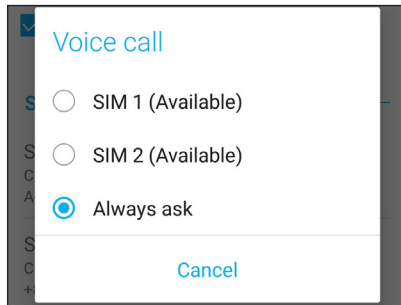 Voice call
SIM 1 (Available)
SIM 2 (Available)
Always ask
Cancel